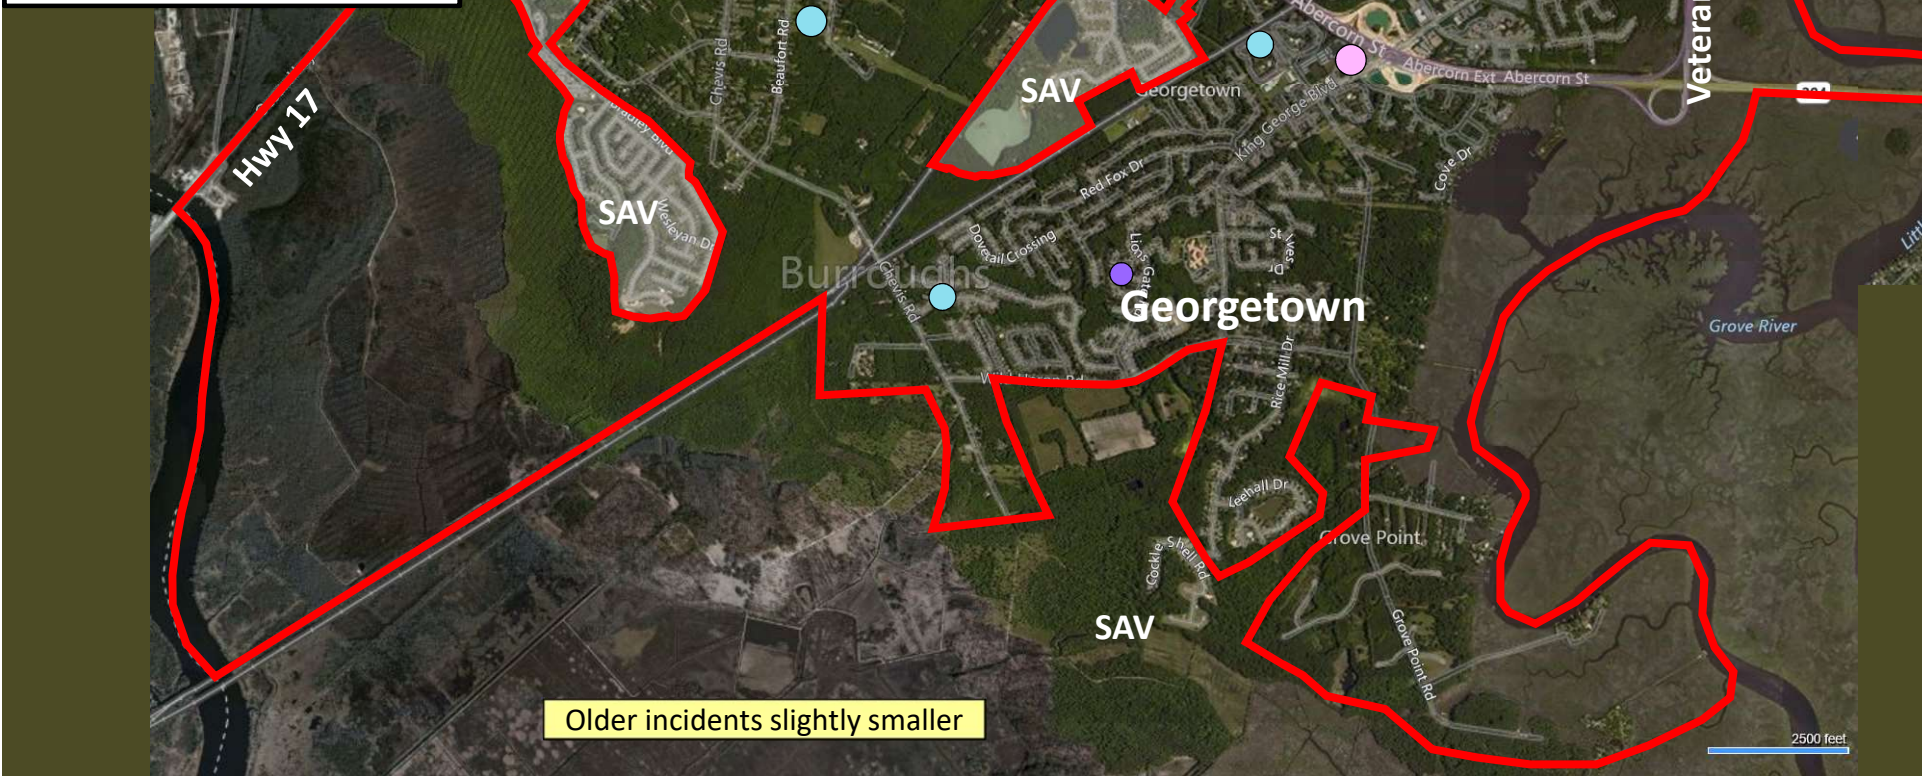 Hwy 17
Chevis Rd
Beaufort Rd
Bradley Blvd
Wesleyan Dr
SAV
SAV
Georgetown
Abercorn St
Abercorn Ext
Abercorn St
King George Blvd
Red Fox Dr
Cove Dr
Dovetail Crossing
St Ives Dr
Burroughs
Chevis Rd
Georgetown
Grove River
Rice Mill Dr
Leehall Dr
Grove Point
Cockle Shell Rd
SAV
Grove Point Rd
Older incidents slightly smaller
2500 feet